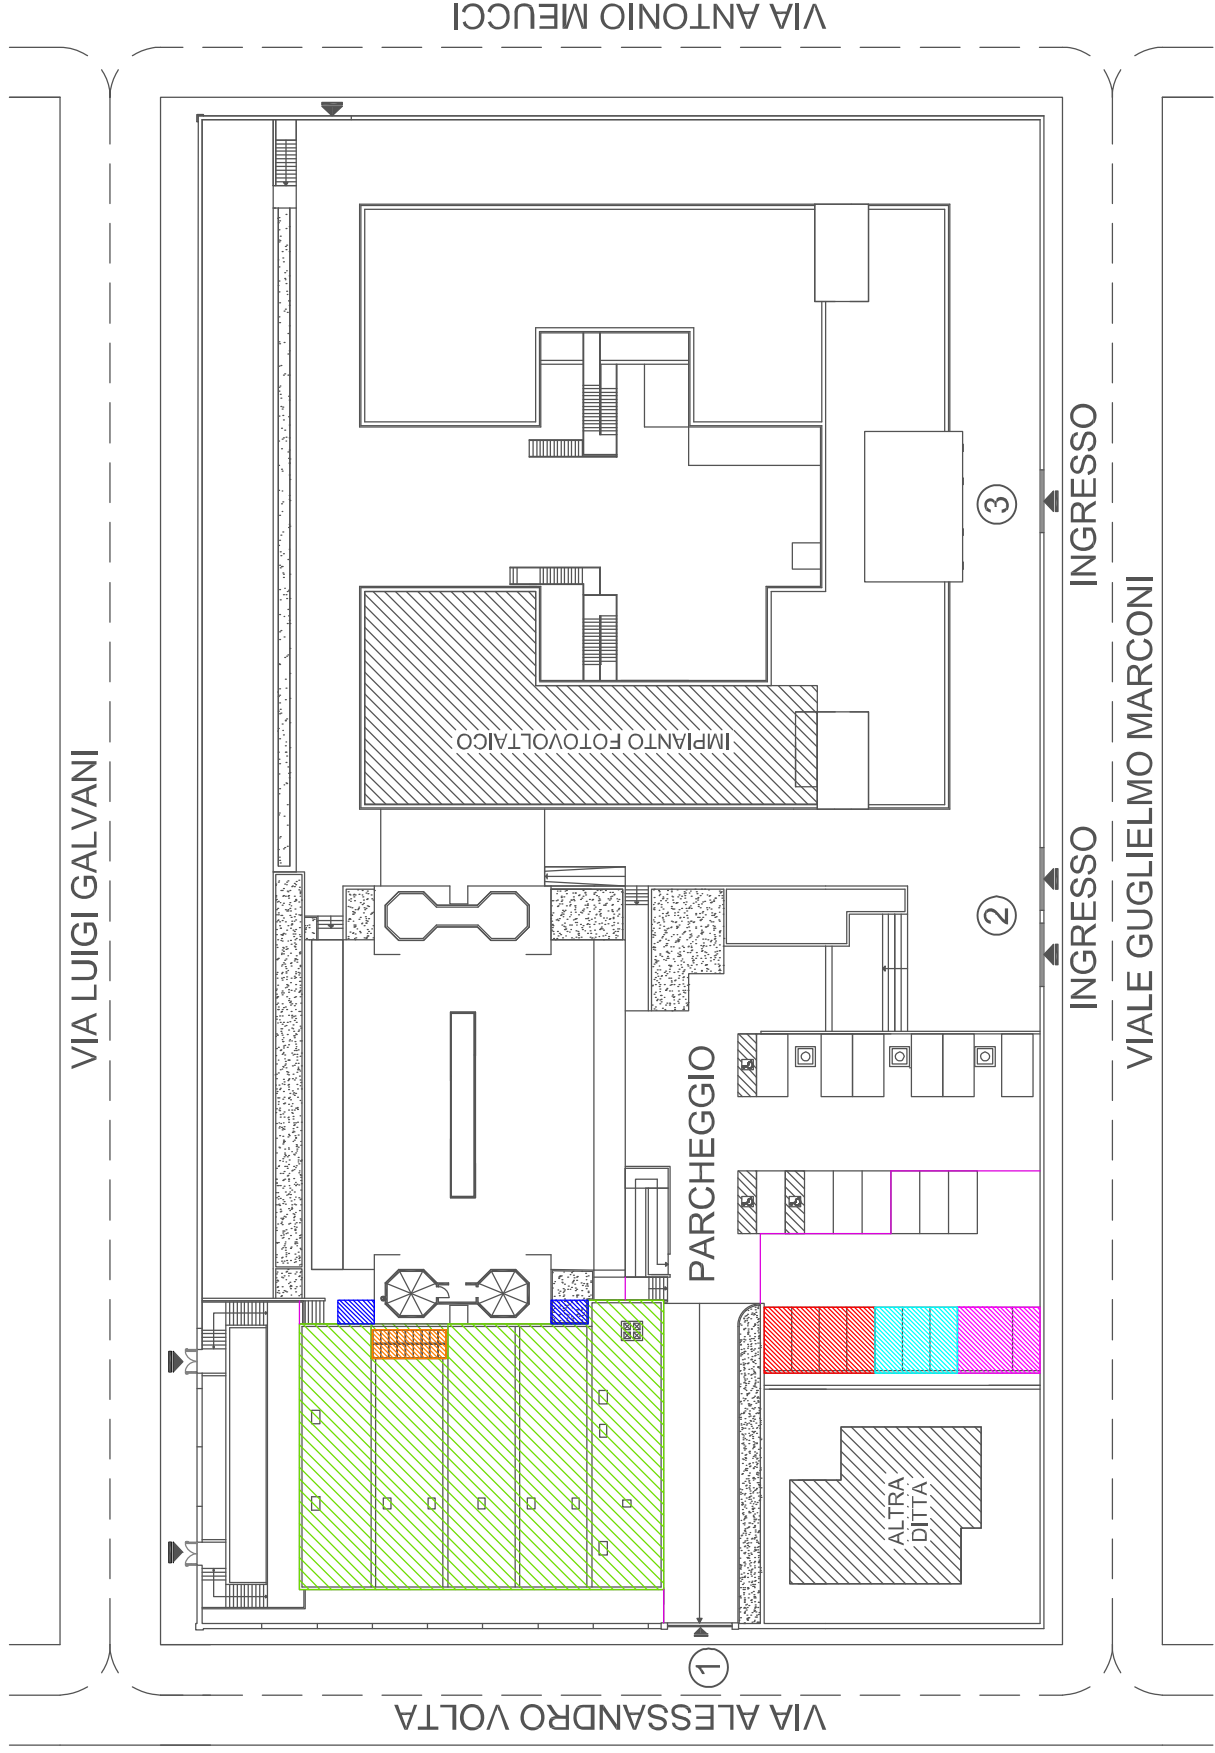 VIA ANTONIO MEUCCI
VIA LUIGI GALVANI
IMPIANTO FOTOVOLTAICO
3
INGRESSO
2
INGRESSO
VIALE GUGLIELMO MARCONI
PARCHEGGIO
ALTRA
DITTA
1
VIA ALESSANDRO VOLTA